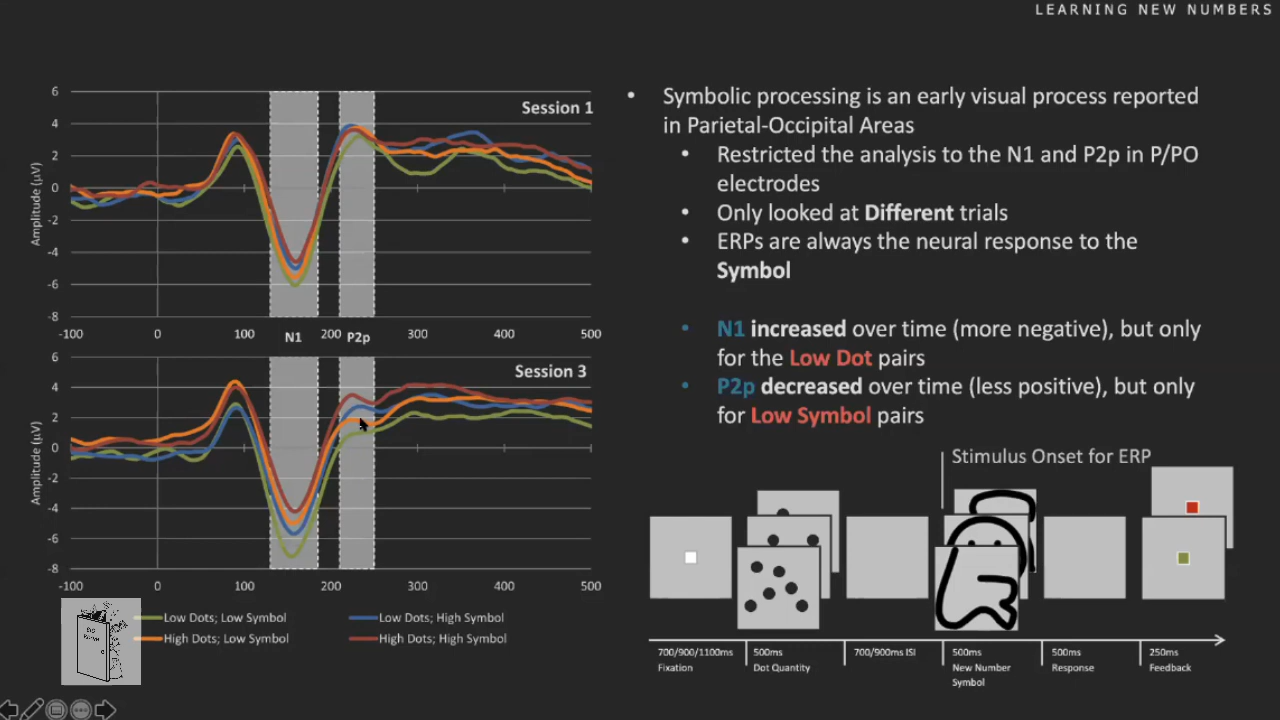 LEARNING NEW NUMBERS
6
4
2
0
-2
-4
-6
-8
Amplitude (µV)
Session 1
-100 0 100 200 300 400 500
N1 P2p
6
4
2
0
-2
-4
-6
-8
Amplitude (µV)
Session 3
-100 0 100 200 300 400 500
Low Dots; Low Symbol Low Dots; High Symbol
High Dots; Low Symbol High Dots; High Symbol
• Symbolic processing is an early visual process reported
in Parietal-Occipital Areas
• Restricted the analysis to the N1 and P2p in P/PO
electrodes
• Only looked at Different trials
• ERPs are always the neural response to the
Symbol
• N1 increased over time (more negative), but only
for the Low Dot pairs
• P2p decreased over time (less positive), but only
for Low Symbol pairs
Stimulus Onset for ERP
700/900/1100ms
Fixation
500ms
Dot Quantity
700/900ms ISI
500ms
New Number
Symbol
500ms
Response
250ms
Feedback